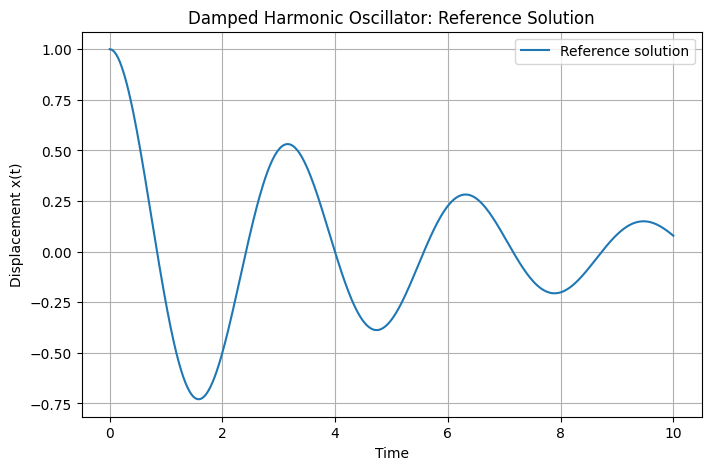 Damped Harmonic Oscillator: Reference Solution
Reference solution
Displacement x(t)
1.00
0.75
0.50
0.25
0.00
−0.25
−0.50
−0.75
0 2 4 6 8 10
Time